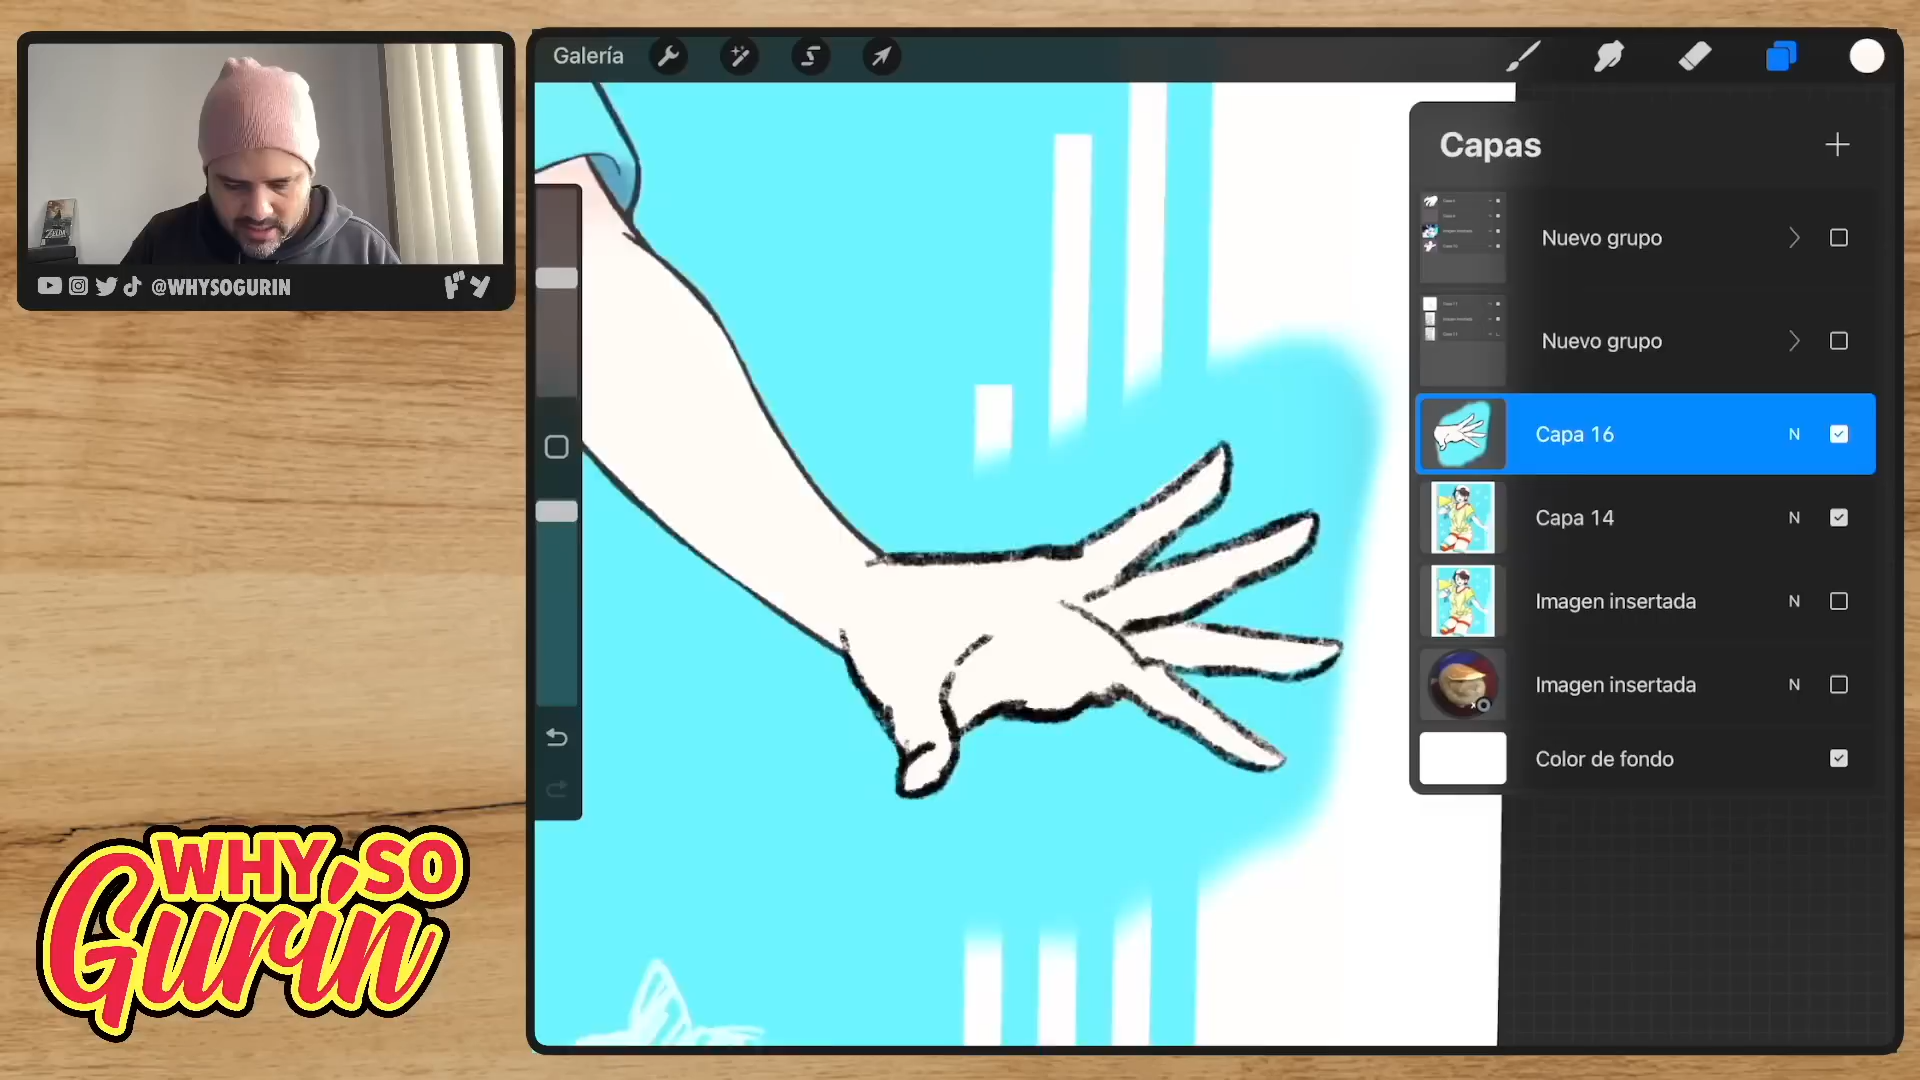 Galería
ZELDA
@WHYSOGURIN
Capas
Nuevo grupo
Nuevo grupo
Capa 16 N
Capa 14 N
Imagen insertada N
Imagen insertada N
Color de fondo
WHY SO
Gurín